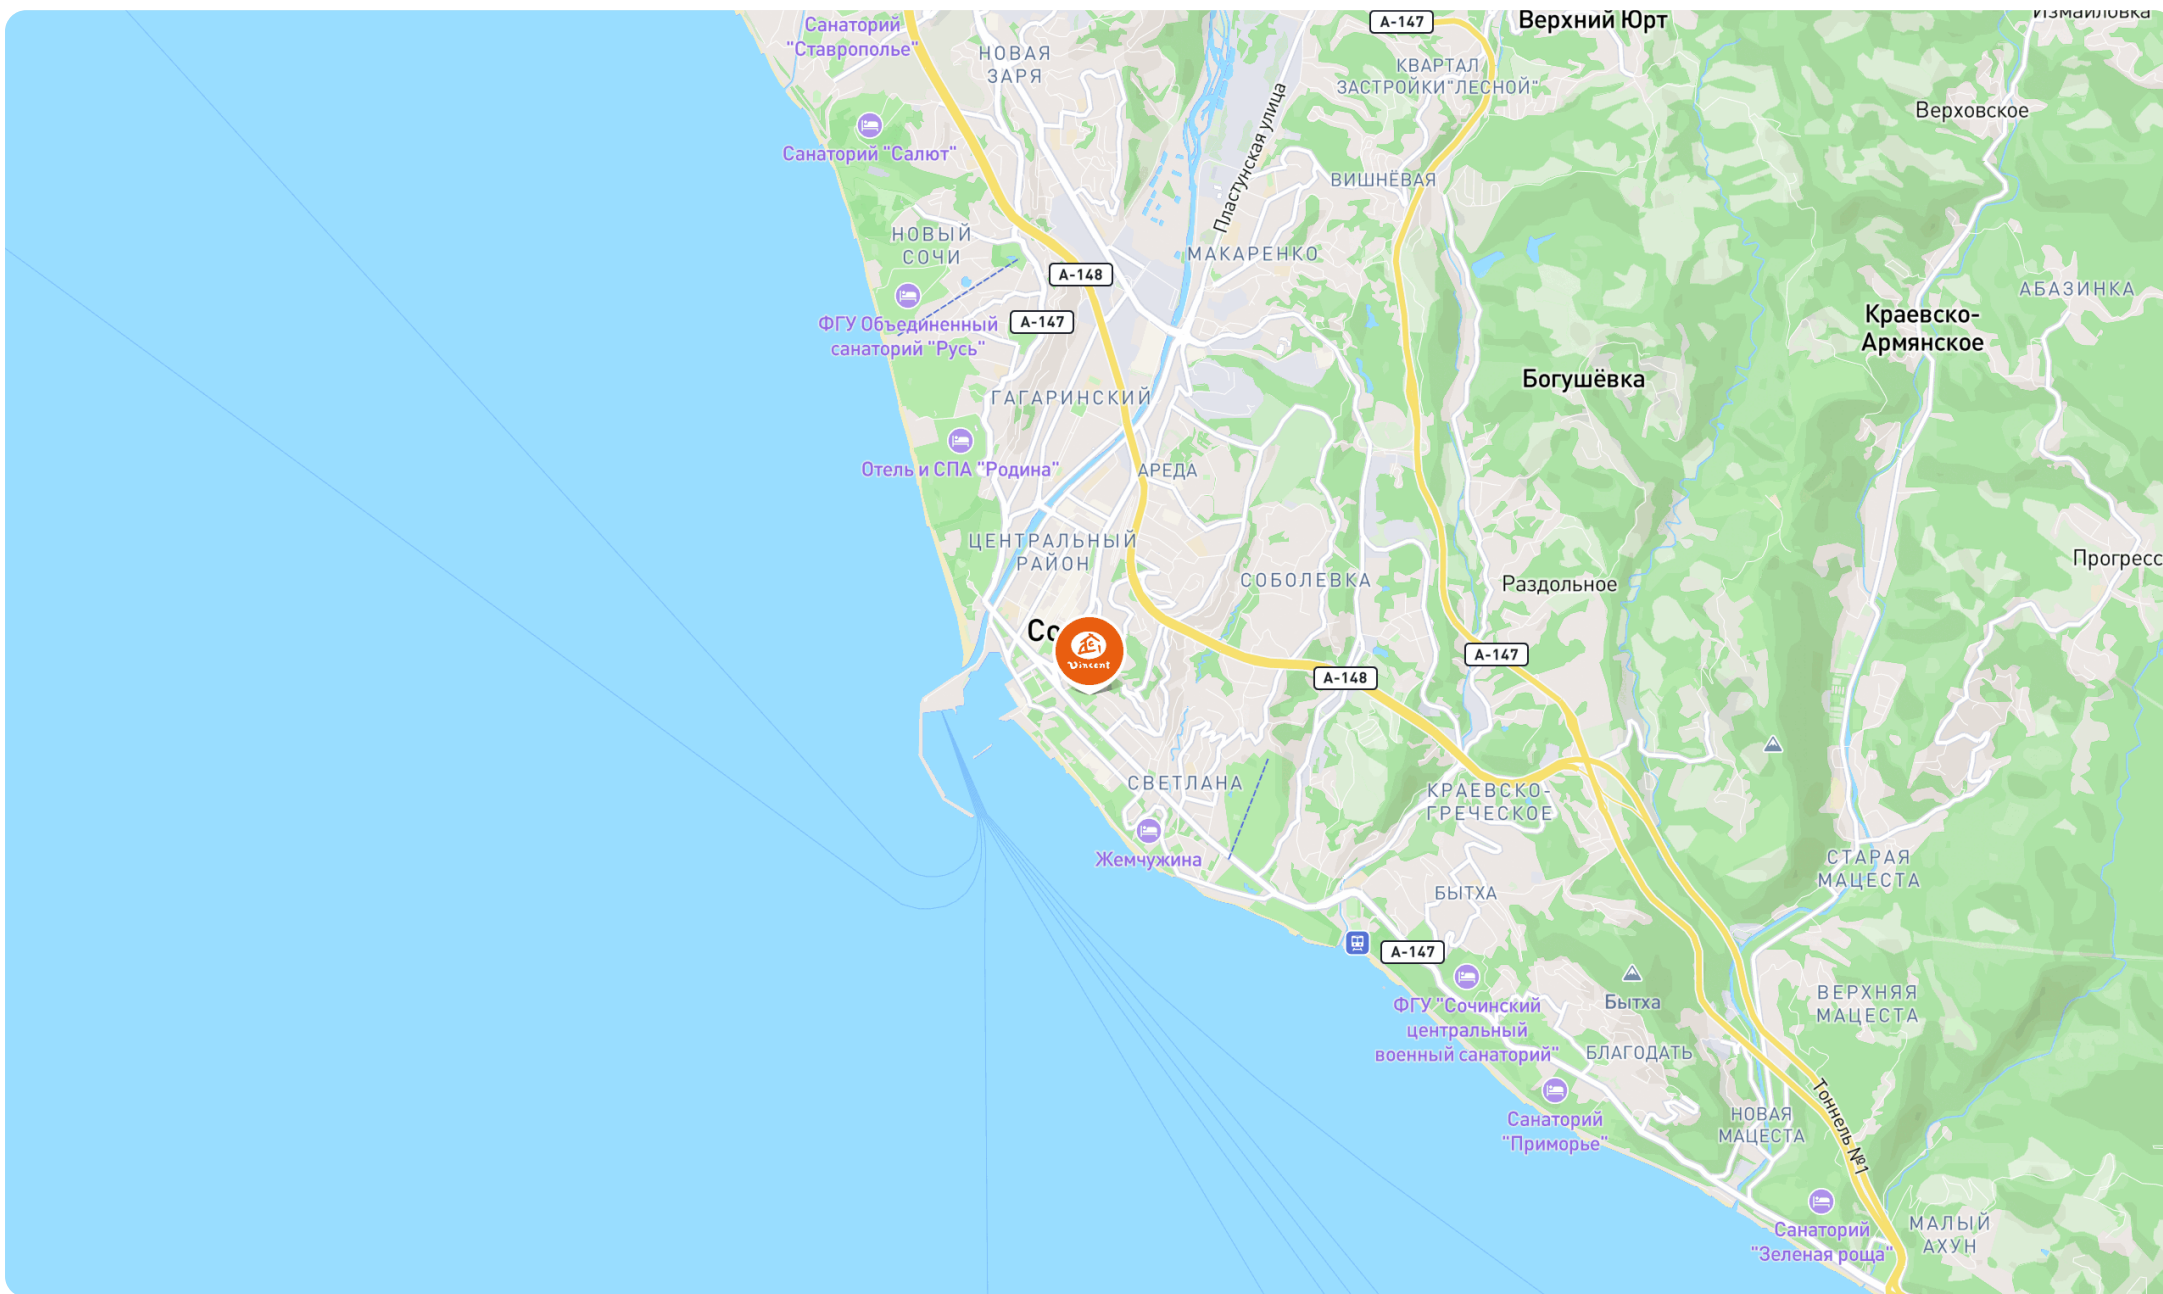 Санаторий
"Ставрополье"
НОВАЯ
ЗАРЯ
А-147
Верхний Юрт
Измайловка
КВАРТАЛ
ЗАСТРОЙКИ"ЛЕСНОЙ"
Верховское
Санаторий "Салют"
Пластунская улица
ВИШНЁВАЯ
НОВЫЙ
СОЧИ
МАКАРЕНКО
А-148
АБАЗИНКА
ФГУ Объединенный
санаторий "Русь"
А-147
Краевско-
Армянское
Богушёвка
ГАГАРИНСКИЙ
Отель и СПА "Родина"
АРЕДА
ЦЕНТРАЛЬНЫЙ
РАЙОН
СОБОЛЕВКА
Раздольное
Прогресс
Со
Vincent
А-147
А-148
СВЕТЛАНА
КРАЕВСКО-
ГРЕЧЕСКОЕ
Жемчужина
СТАРАЯ
МАЦЕСТА
БЫТХА
А-147
ФГУ "Сочинский
центральный
военный санаторий"
Бытха
ВЕРХНЯЯ
МАЦЕСТА
БЛАГОДАТЬ
Санаторий
"Приморье"
НОВАЯ
МАЦЕСТА
Тоннель №1
Санаторий
"Зеленая роща"
МАЛЫЙ
АХУН